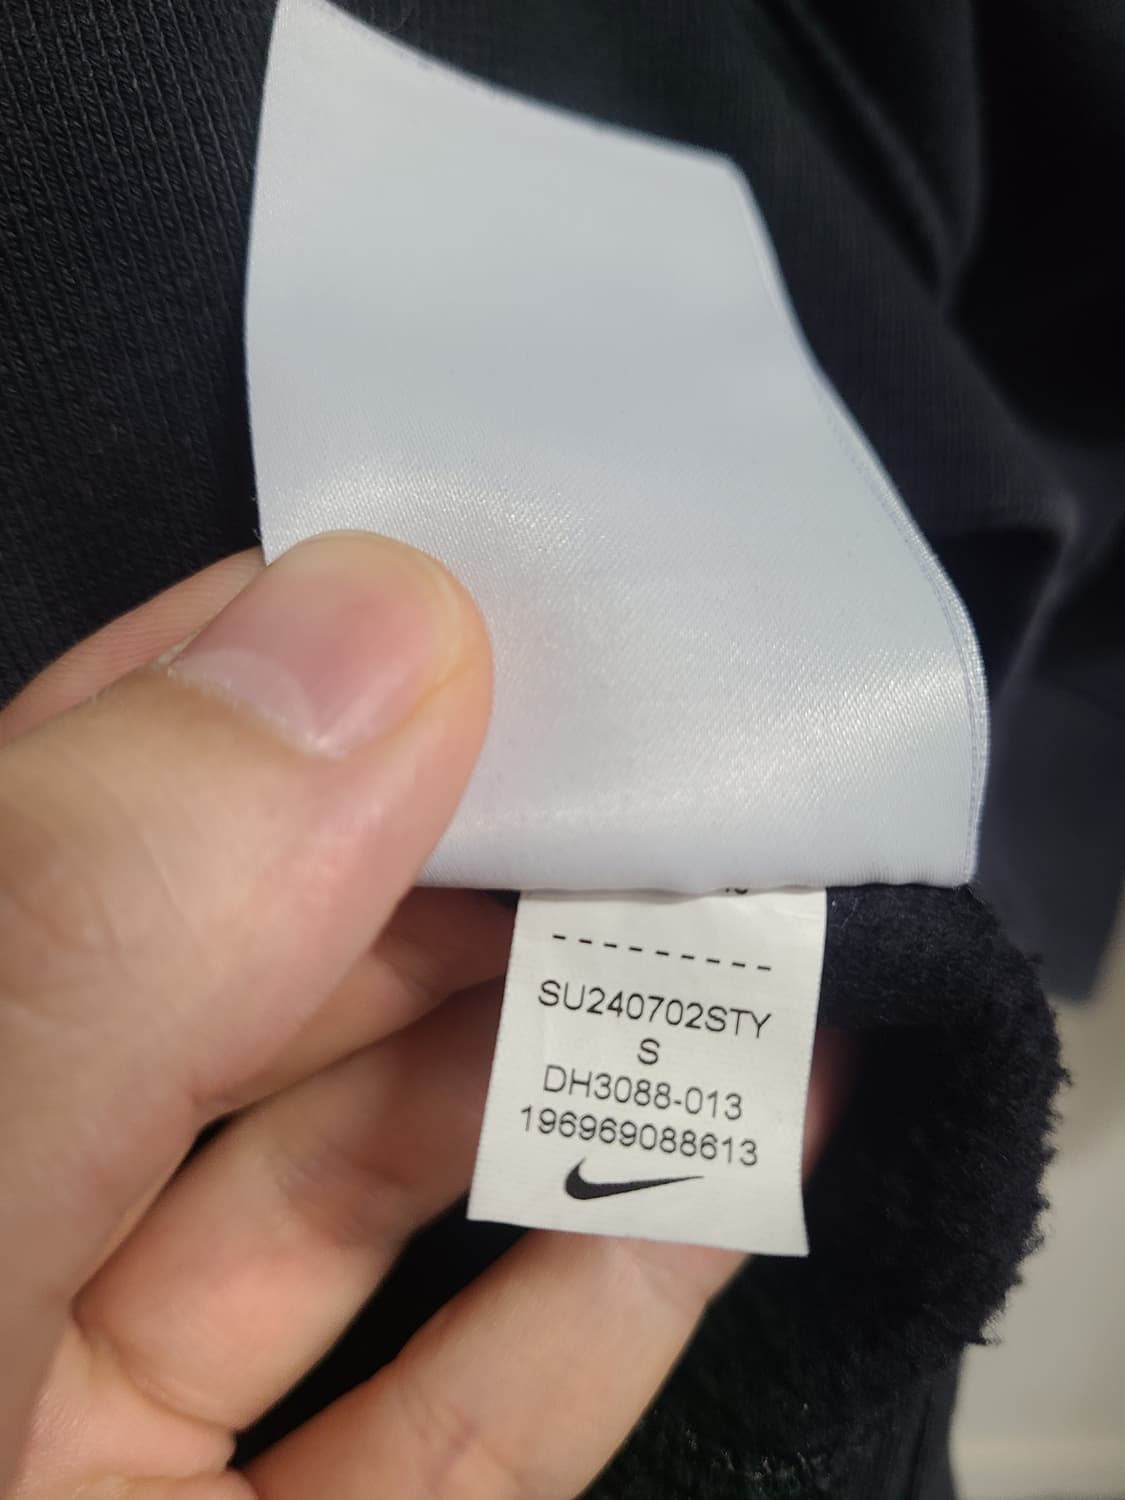 ---------
SU240702STY
S
DH3088-013
196969088613